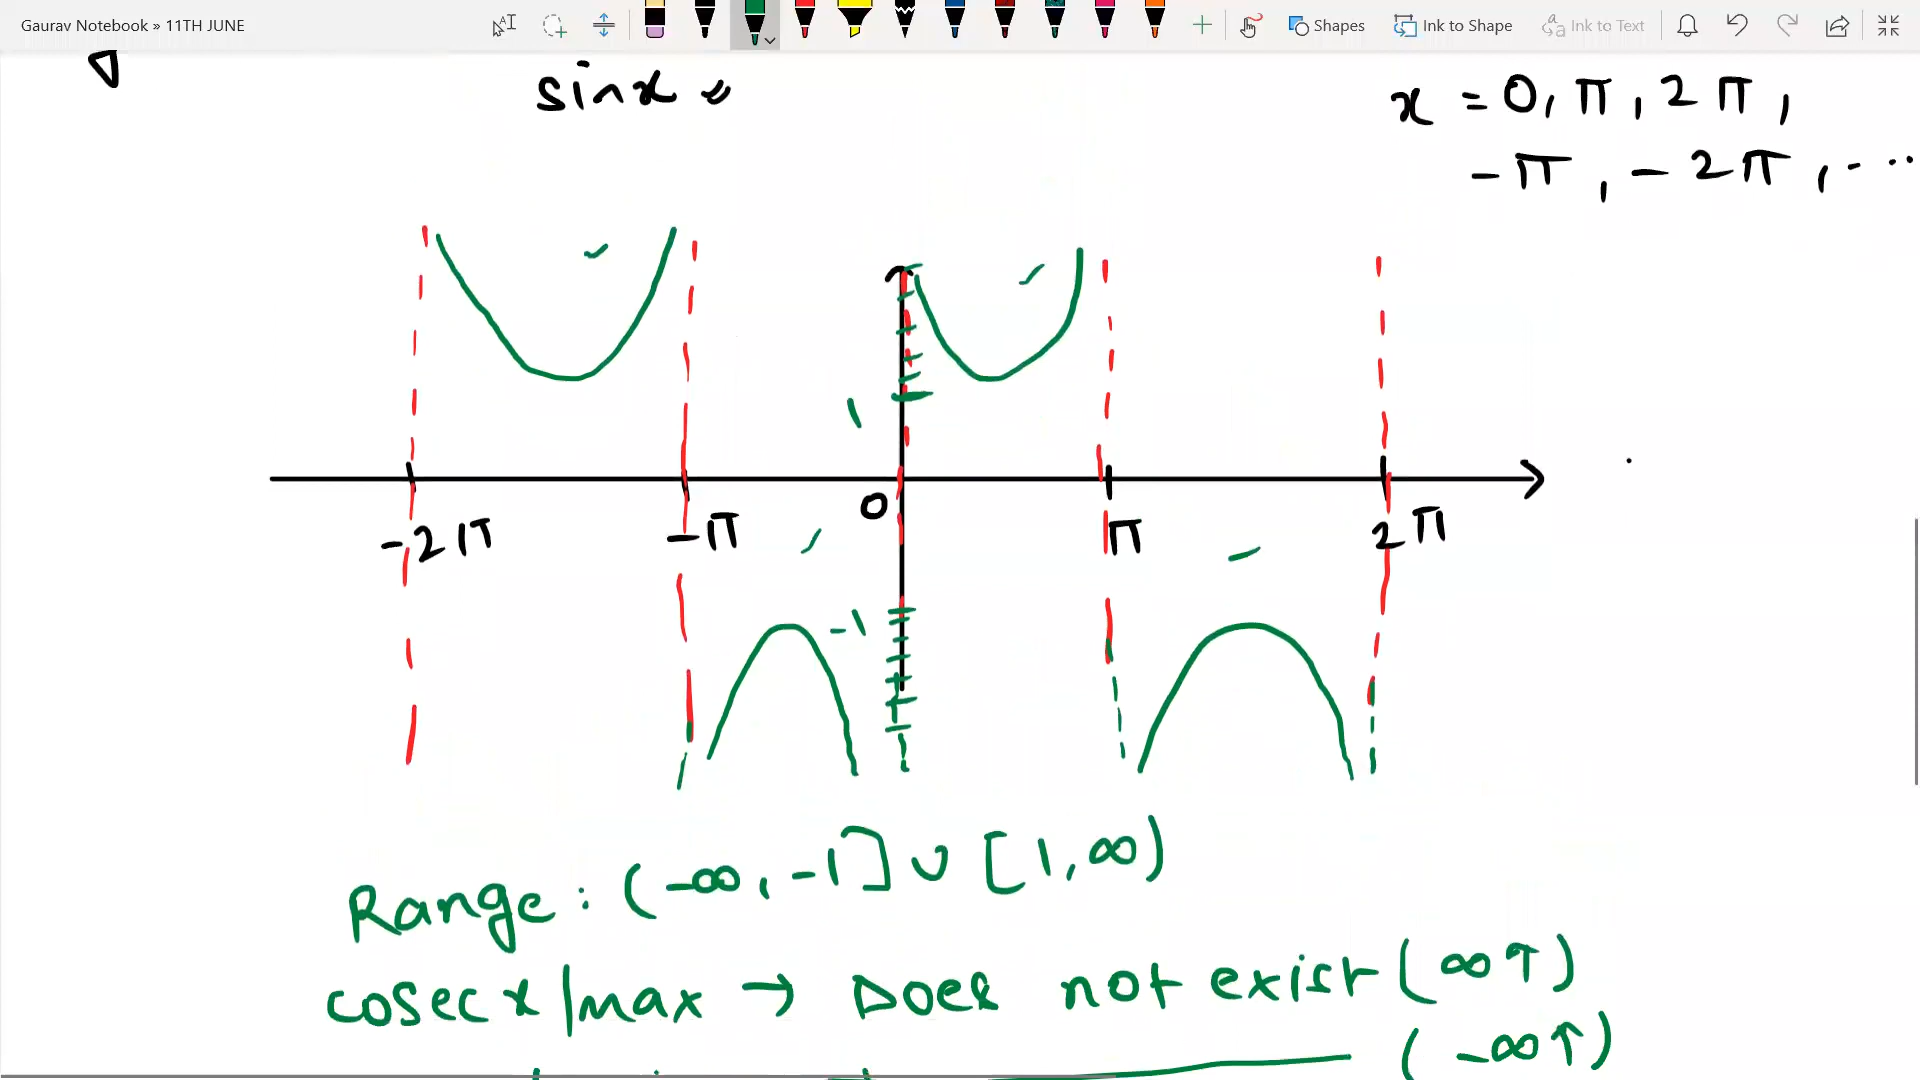 Gaurav Notebook » 11TH JUNE
Shapes
Ink to Shape
Ink to Text
sinx
x = 0, π, 2π,
-π, -2π, ...
1
-2π -π 0 π 2π
-1
Range: (-∞, -1] ∪ [1, ∞)
cosec x | max → Does not exist (∞↑)
(-∞↑)